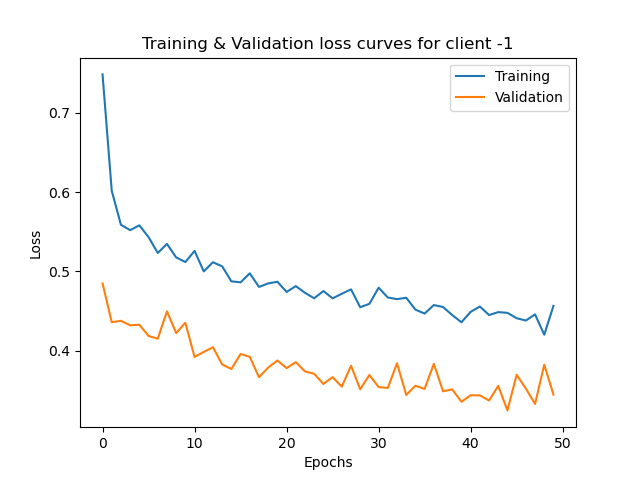 Training & Validation loss curves for client -1
Training
Validation
0.7
0.6
0.5
0.4
Loss
0
10
20
30
40
50
Epochs